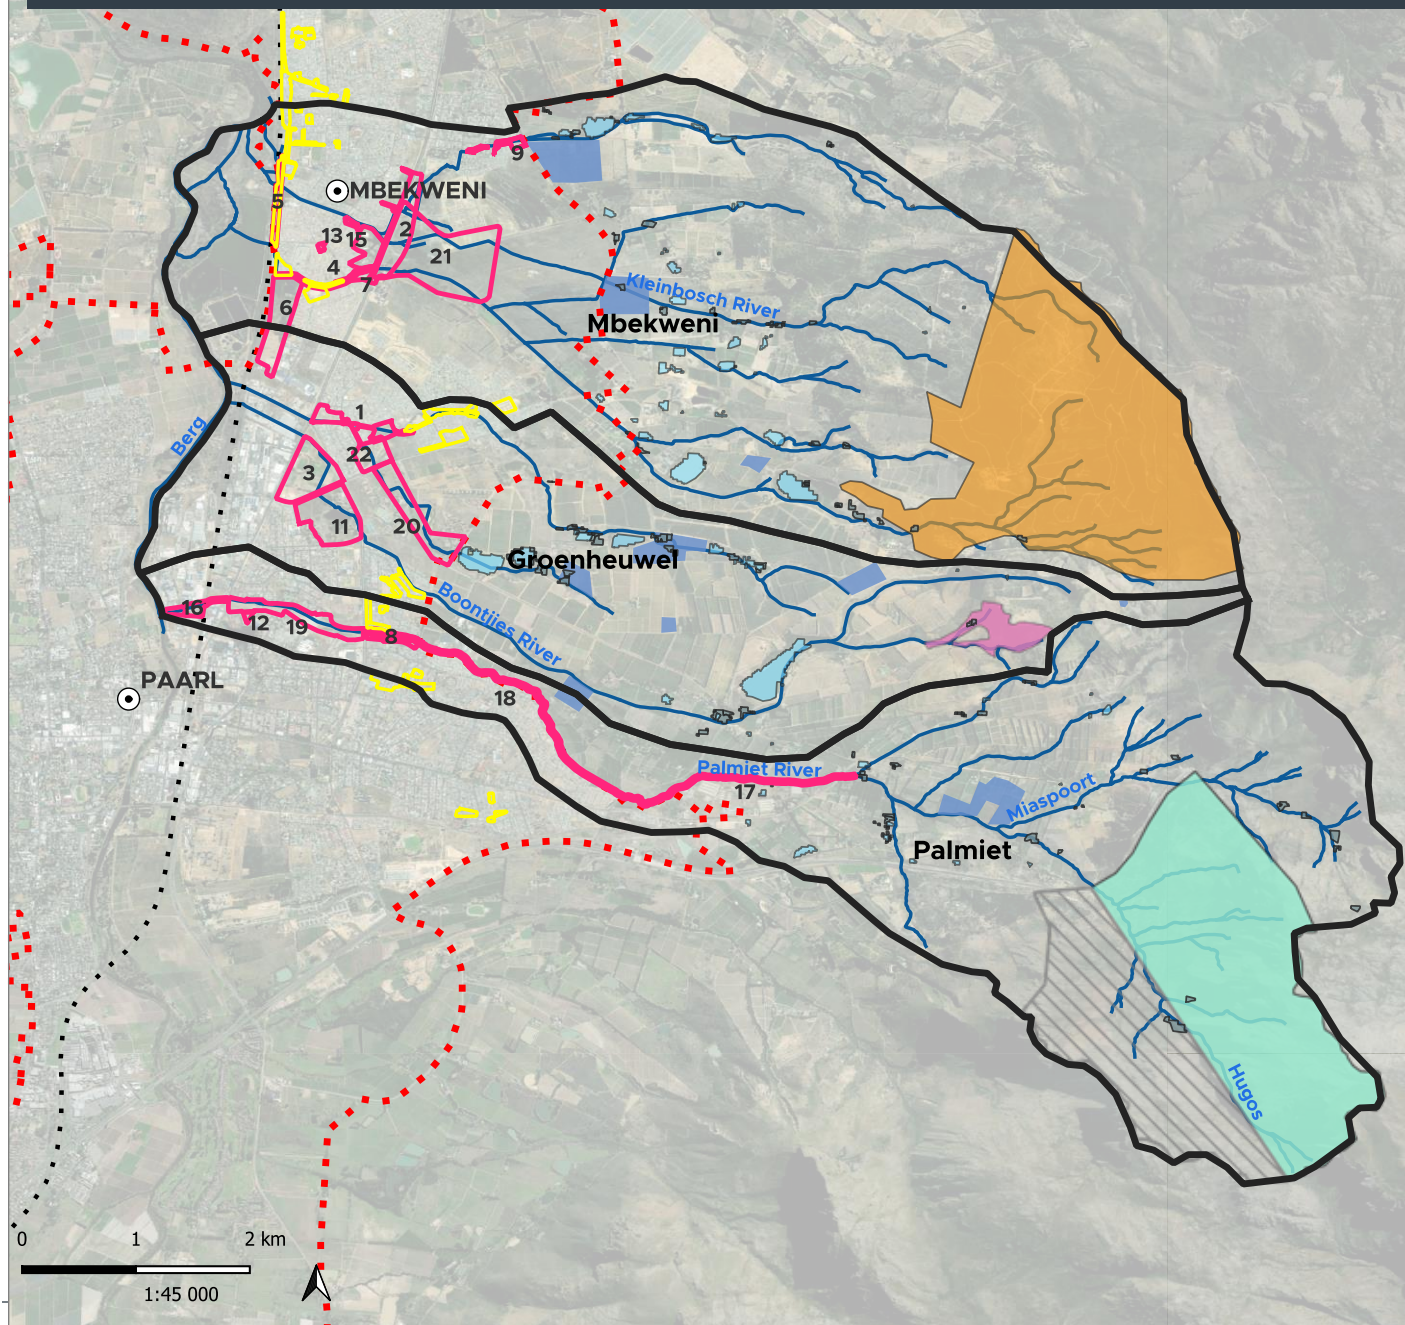 9
MBEKWENI
5
13
15
2
21
4
7
6
Kleinbosch River
Mbekweni
1
Berg
22
3
11
20
Groenheuwel
Boontjies River
16
12
19
8
PAARL
18
Palmiet River
17
Miaspoort
Palmiet
Hugos
0 1 2 km
1:45 000